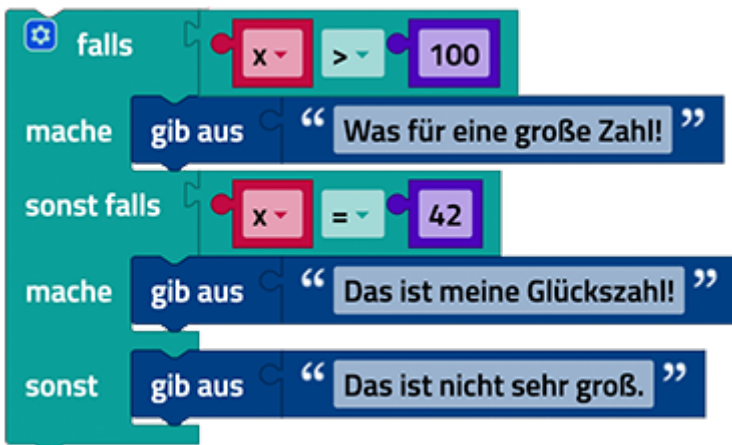 falls x > 100
mache gib aus “ Was für eine große Zahl! ”
sonst falls x = 42
mache gib aus “ Das ist meine Glückszahl! ”
sonst gib aus “ Das ist nicht sehr groß. ”